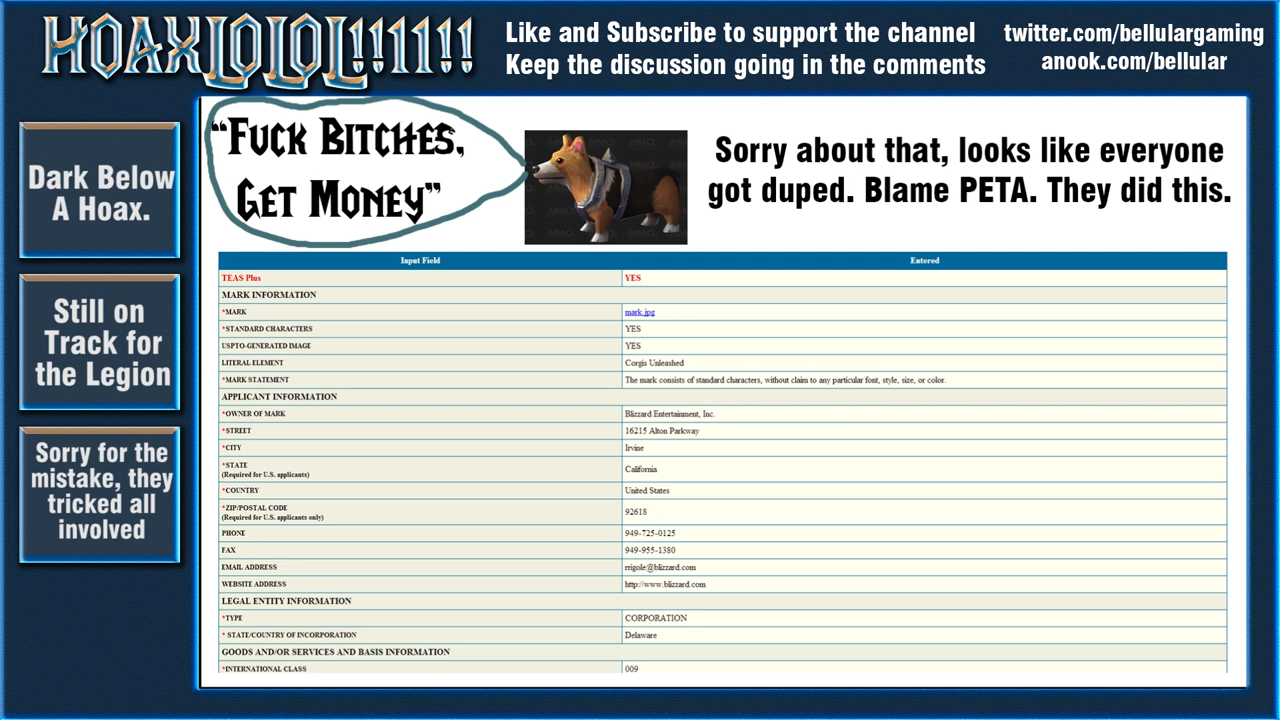 HOAXLOLOL!!1!1!!
Like and Subscribe to support the channel
Keep the discussion going in the comments
twitter.com/bellulargaming
anook.com/bellular
Dark Below
A Hoax.
Still on
Track for
the Legion
Sorry for the
mistake, they
tricked all
involved
“Fuck Bitches,
Get Money”
Sorry about that, looks like everyone
got duped. Blame PETA. They did this.
Input Field Entered
TEAS Plus YES
MARK INFORMATION
*MARK mark.jpg
*STANDARD CHARACTERS YES
USPTO-GENERATED IMAGE YES
LITERAL ELEMENT Corgis Unleashed
*MARK STATEMENT The mark consists of standard characters, without claim to any particular font, style, size, or color.
APPLICANT INFORMATION
*OWNER OF MARK Blizzard Entertainment, Inc.
*STREET 16215 Alton Parkway
*CITY Irvine
*STATE
(Required for U.S. applicants) California
*COUNTRY United States
*ZIP/POSTAL CODE
(Required for U.S. applicants only) 92618
PHONE 949-725-0125
FAX 949-955-1380
EMAIL ADDRESS rrigole@blizzard.com
WEBSITE ADDRESS http://www.blizzard.com
LEGAL ENTITY INFORMATION
*TYPE CORPORATION
* STATE/COUNTRY OF INCORPORATION Delaware
GOODS AND/OR SERVICES AND BASIS INFORMATION
*INTERNATIONAL CLASS 009